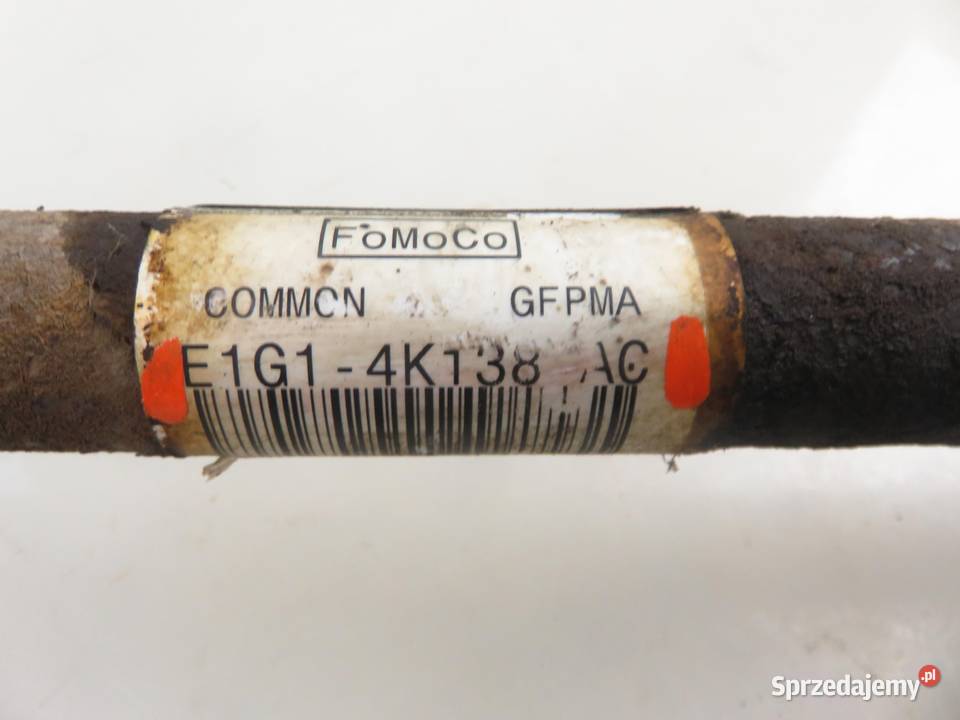 FoMoCo
COMMON GFPMA
E1G1-4K138 AC
Sprzedajemy.pl